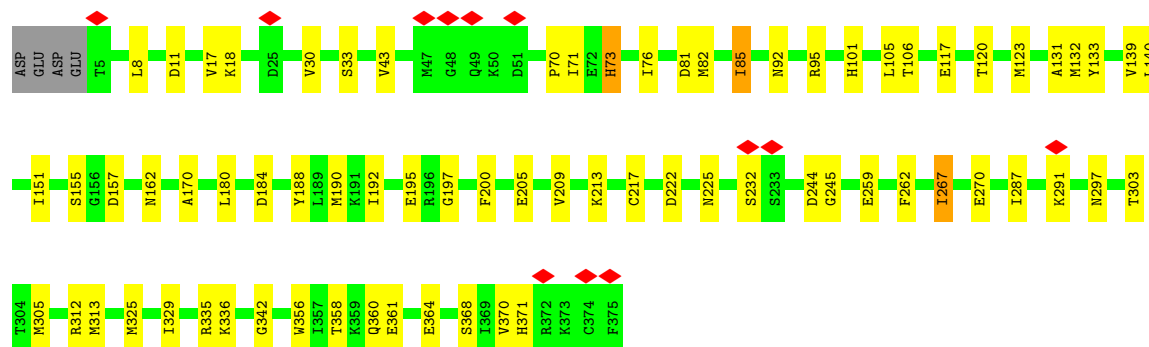 ASP GLU ASP GLU T5 L8 D11 V17 K18 D25 V30 S33 V43 M47 G48 Q49 K50 D51 P70 I71 E72 H73 I76 D81 M82 I85 N92 R95 H101 L105 T106 E117 T120 M123 A131 M132 Y133 V139 L140
I151 S155 G156 D157 N162 A170 L180 D184 Y188 L189 M190 K191 I192 E195 R196 G197 F200 E205 V209 K213 C217 D222 N225 S232 S233 D244 G245 E259 F262 I267 E270 I287 K291 N297 T303
T304 M305 R312 M313 M325 I329 R335 K336 G342 W356 I357 T358 K359 Q360 E361 E364 S368 I369 V370 H371 R372 K373 C374 F375